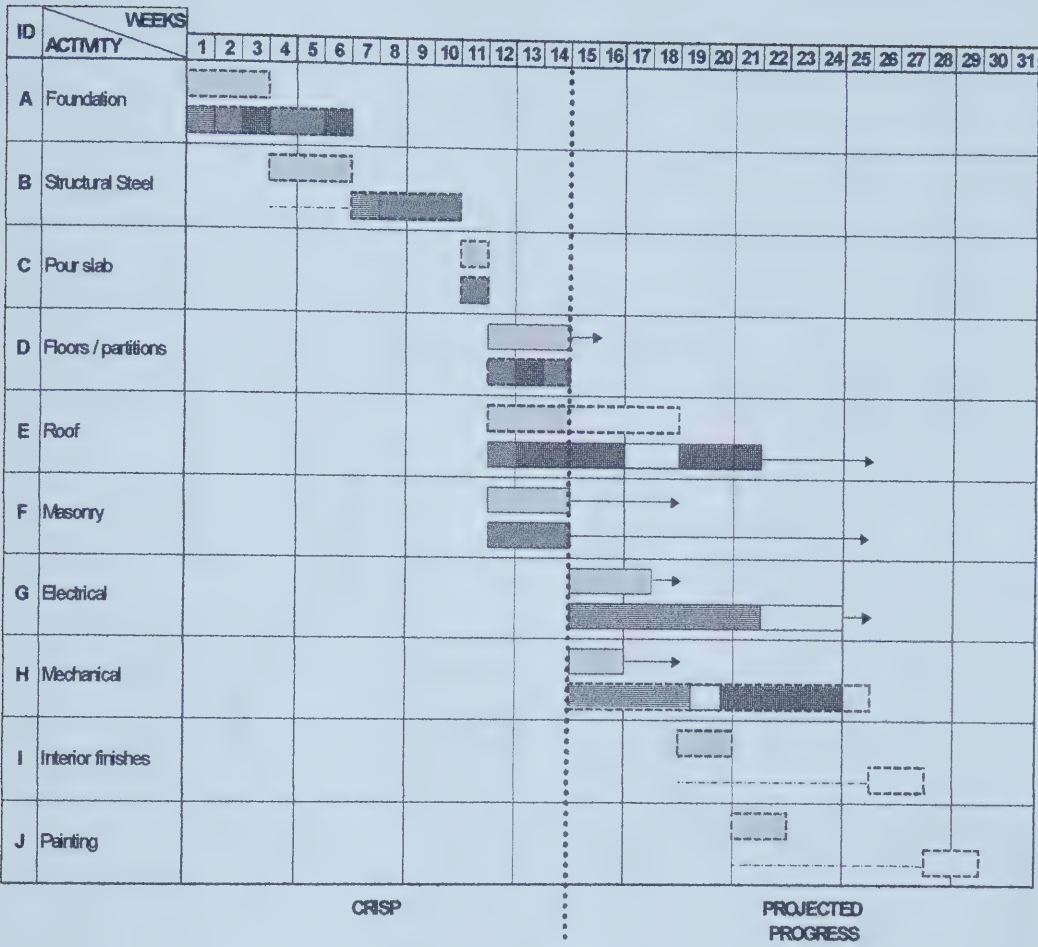 ID WEEKS
ACTIVITY 1 2 3 4 5 6 7 8 9 10 11 12 13 14 15 16 17 18 19 20 21 22 23 24 25 26 27 28 29 30 31
A Foundation
B Structural Steel
C Pour slab
D Floors / partitions
E Roof
F Masonry
G Electrical
H Mechanical
I Interior finishes
J Painting
CRISP PROJECTED
PROGRESS